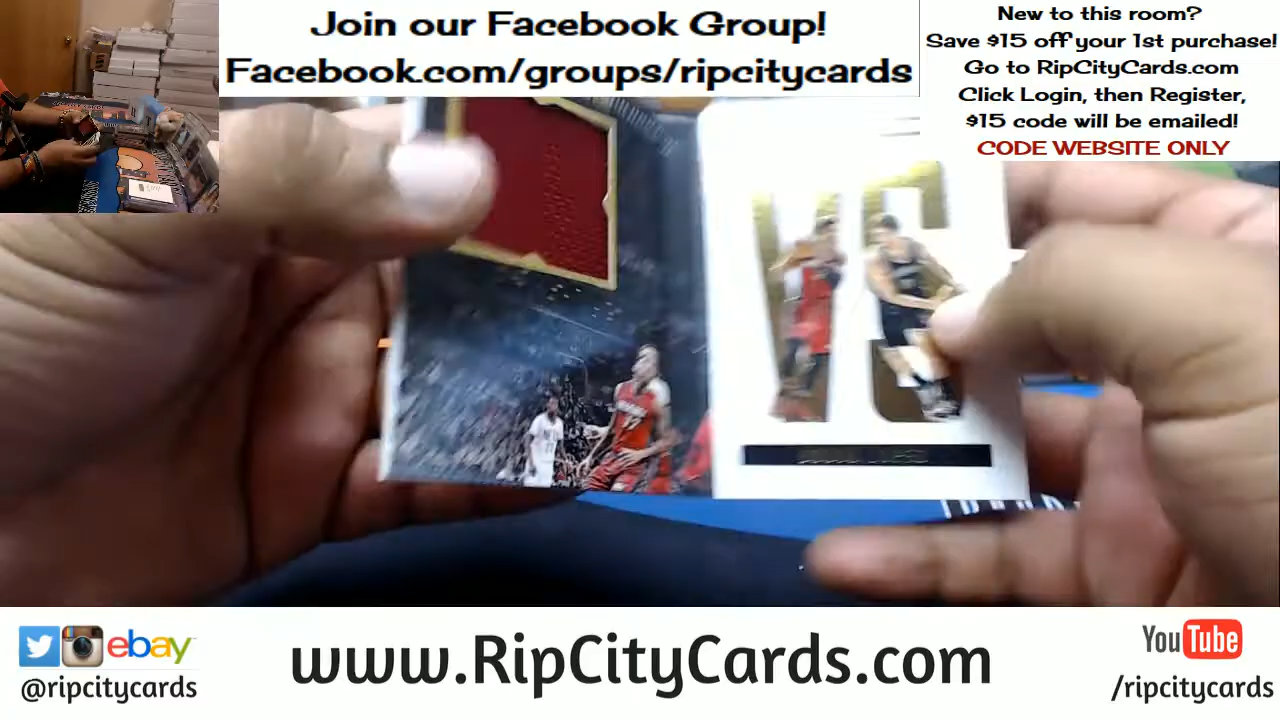 Join our Facebook Group!
Facebook.com/groups/ripcitycards
New to this room?
Save $15 off your 1st purchase!
Go to RipCityCards.com
Click Login, then Register,
$15 code will be emailed!
CODE WEBSITE ONLY
VS
ebay
@ripcitycards
www.RipCityCards.com
YouTube
/ripcitycards